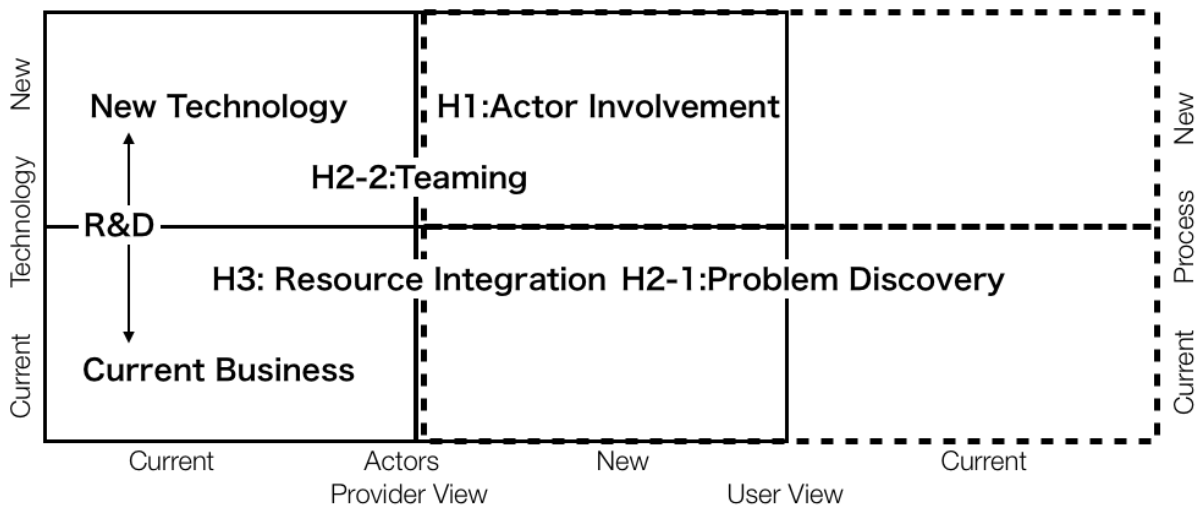 New
Technology
Current
New Technology
H1:Actor Involvement
H2-2:Teaming
R&D
H3: Resource Integration
H2-1:Problem Discovery
Current Business
New
Process
Current
Current
Actors
New
Current
Provider View
User View